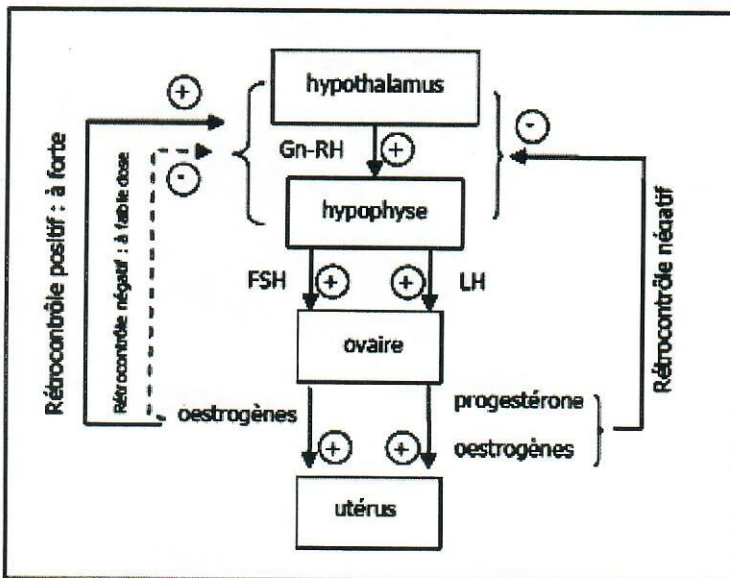 hypothalamus
+
-
Gn-RH
+
-
hypophyse
FSH
+
+
LH
ovaire
oestrogènes
progestérone
oestrogènes
+
+
utérus
Rétrocontrôle positif : à forte
Rétrocontrôle négatif : à faible dose
Rétrocontrôle négatif